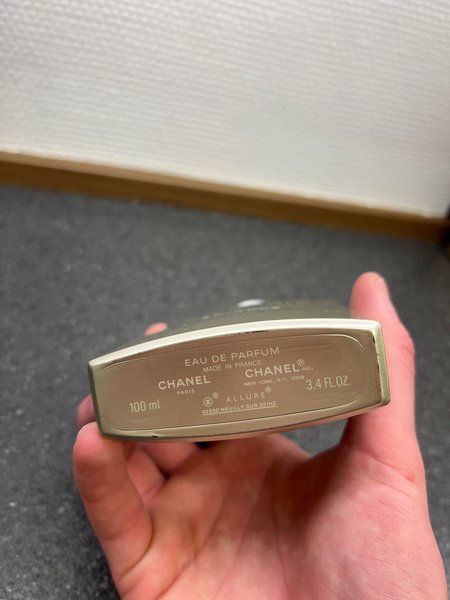 EAU DE PARFUM
MADE IN FRANCE
CHANEL CHANEL® INC.
PARIS NEW YORK, N.Y. 10019
100 ml ® ALLURE® 3.4 FL.OZ.
92200 NEUILLY SUR SEINE